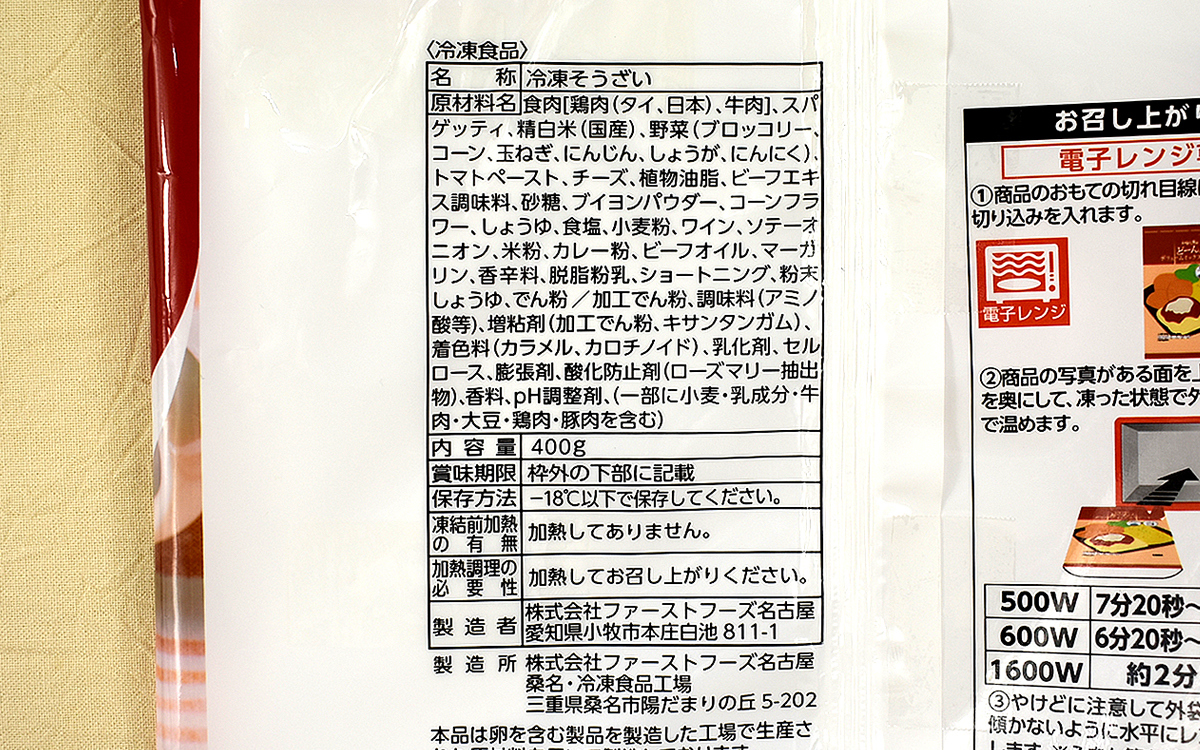 〈冷凍食品〉
名称 冷凍そうざい
原材料名 食肉[鶏肉(タイ、日本)、牛肉]、スパ
ゲッティ、精白米(国産)、野菜(ブロッコリー、
コーン、玉ねぎ、にんじん、しょうが、にんにく)、
トマトペースト、チーズ、植物油脂、ビーフエキ
ス調味料、砂糖、ブイヨンパウダー、コーンフラ
ワー、しょうゆ、食塩、小麦粉、ワイン、ソテーオ
ニオン、米粉、カレー粉、ビーフオイル、マーガ
リン、香辛料、脱脂粉乳、ショートニング、粉末
しょうゆ、でん粉/加工でん粉、調味料(アミノ
酸等)、増粘剤(加工でん粉、キサンタンガム)、
着色料(カラメル、カロチノイド)、乳化剤、セル
ロース、膨張剤、酸化防止剤(ローズマリー抽出
物)、香料、pH調整剤、(一部に小麦・乳成分・牛
肉・大豆・鶏肉・豚肉を含む)
内容量 400g
賞味期限 枠外の下部に記載
保存方法 −18℃以下で保存してください。
凍結前加熱の有無 加熱してありません。
加熱調理の必要性 加熱してお召し上がりください。
製造者 株式会社ファーストフーズ名古屋
愛知県小牧市本庄白池811-1
製造所 株式会社ファーストフーズ名古屋
桑名・冷凍食品工場
三重県桑名市陽だまりの丘5-202
本品は卵を含む製品を製造した工場で生産さ
お召し上が
電子レンジ
①商品のおもての切れ目線
切り込みを入れます。
電子レンジ
②商品の写真がある面を
を奥にして、凍った状態で
で温めます。
500W 7分20秒~
600W 6分20秒~
1600W 約2分
③やけどに注意して外袋
傾かないように水平に